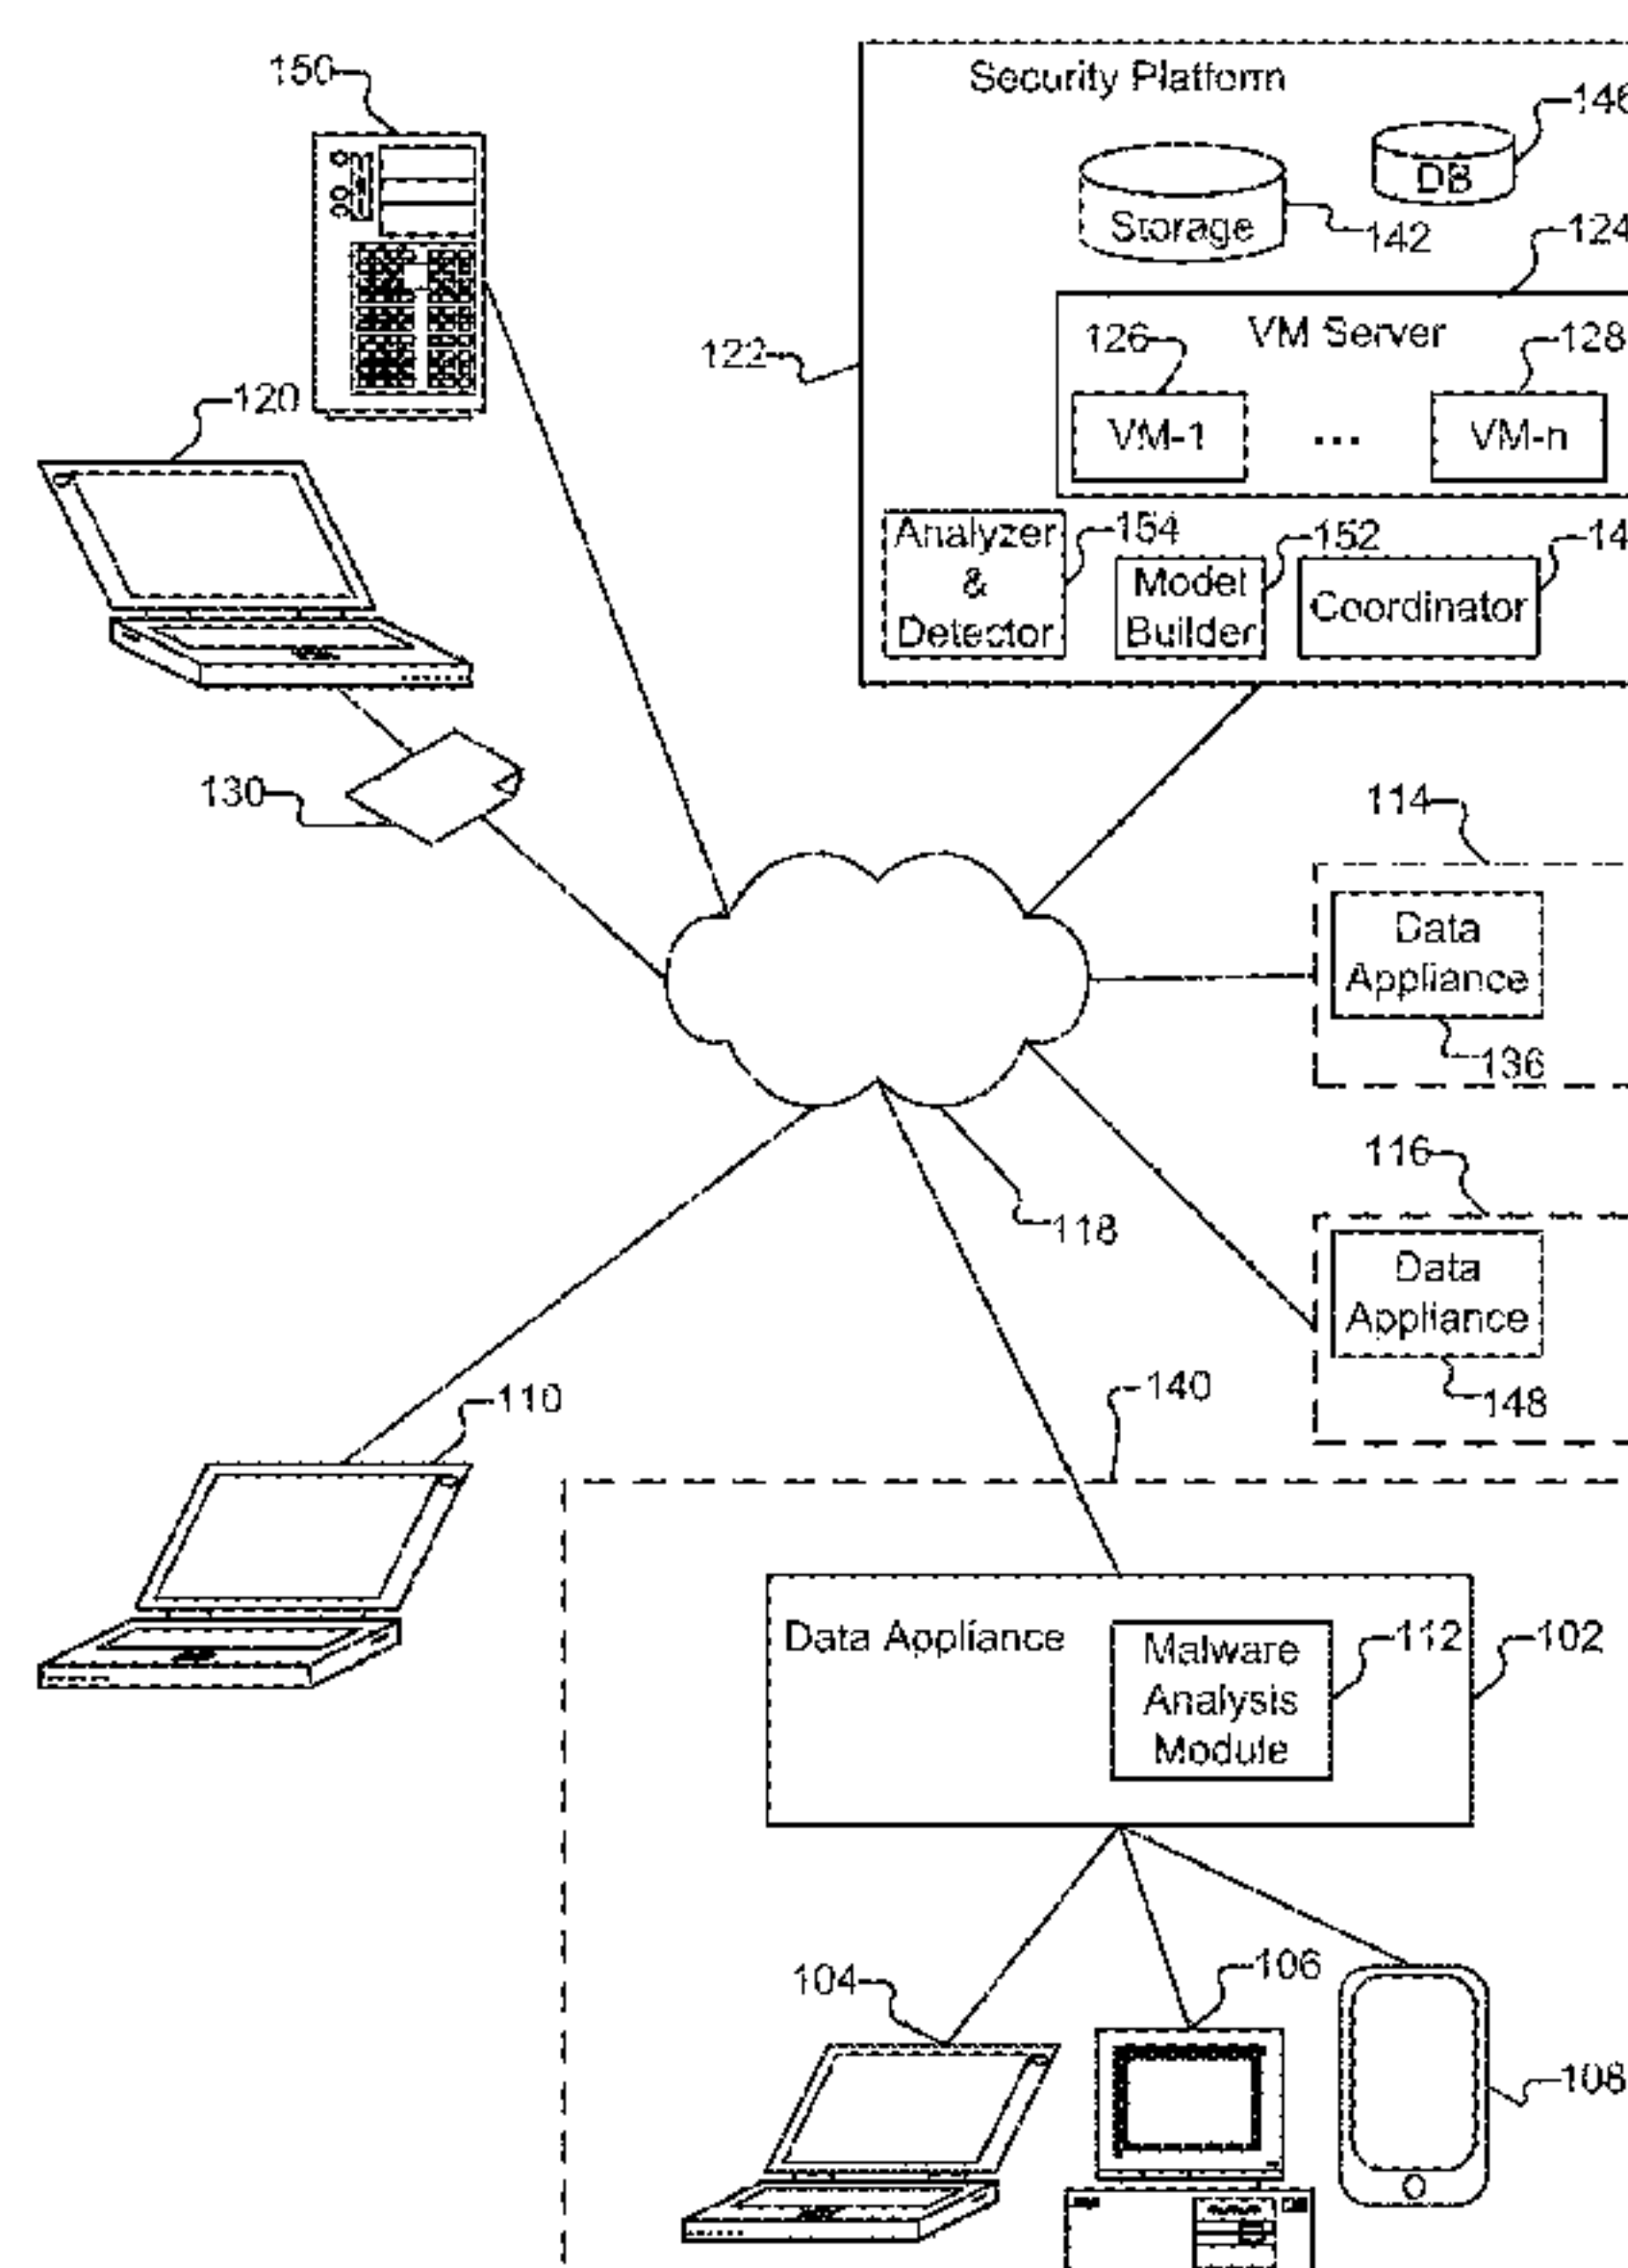 150
Security Platform
146
DB
Storage
142
124
VM Server
126
128
122
VM-1
...
VM-n
120
Analyzer
&
Detector
154
Model
Builder
152
Coordinator
130
114
Data
Appliance
136
116
Data
Appliance
148
118
110
140
Data Appliance
Malware
Analysis
Module
112
102
104
106
108